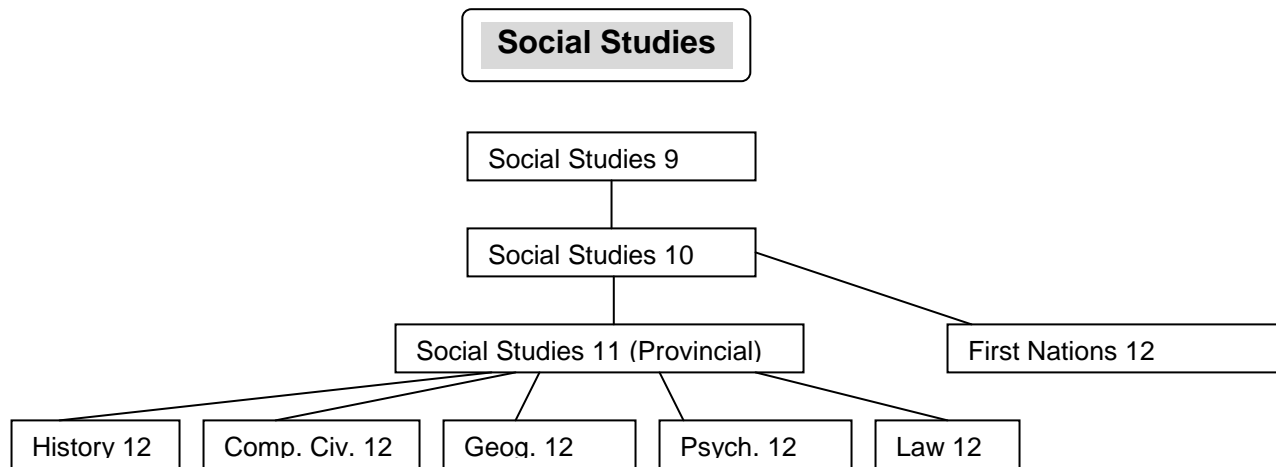 Social Studies
Social Studies 9
Social Studies 10
Social Studies 11 (Provincial)
First Nations 12
History 12
Comp. Civ. 12
Geog. 12
Psych. 12
Law 12